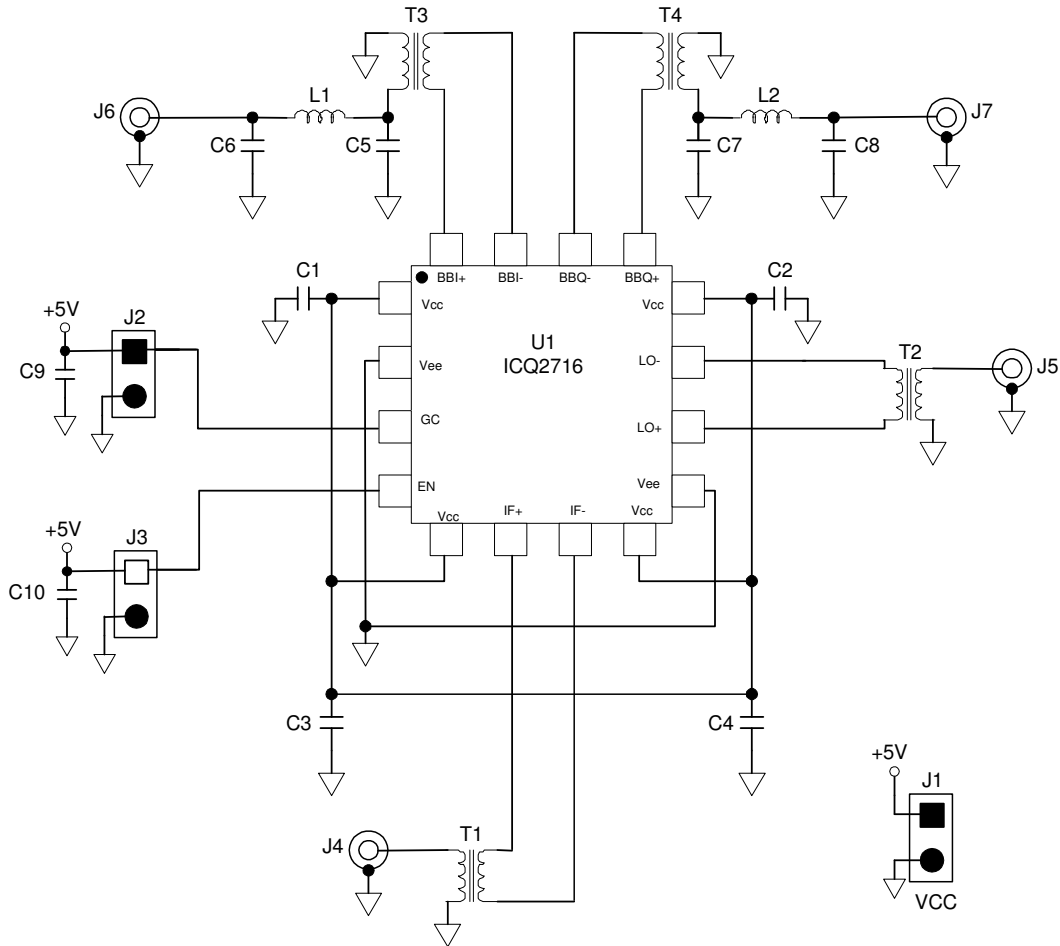 T3
T4
J6
L1
L2
J7
C6
C5
C7
C8
BBI+
BBI-
BBQ-
BBQ+
C1
C2
Vcc
Vcc
+5V
J2
U1
ICQ2716
C9
Vee
LO-
T2
J5
GC
LO+
EN
Vee
Vcc
IF+
IF-
Vcc
+5V
J3
C10
C3
C4
+5V
J1
J4
T1
VCC